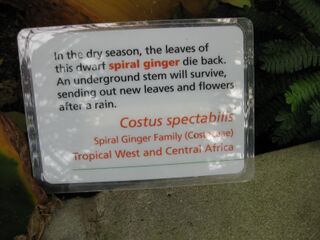 In the dry season, the leaves of
this dwarf spiral ginger die back.
An underground stem will survive,
sending out new leaves and flowers
after a rain.
Costus spectabilis
Spiral Ginger Family (Costaceae)
Tropical West and Central Africa